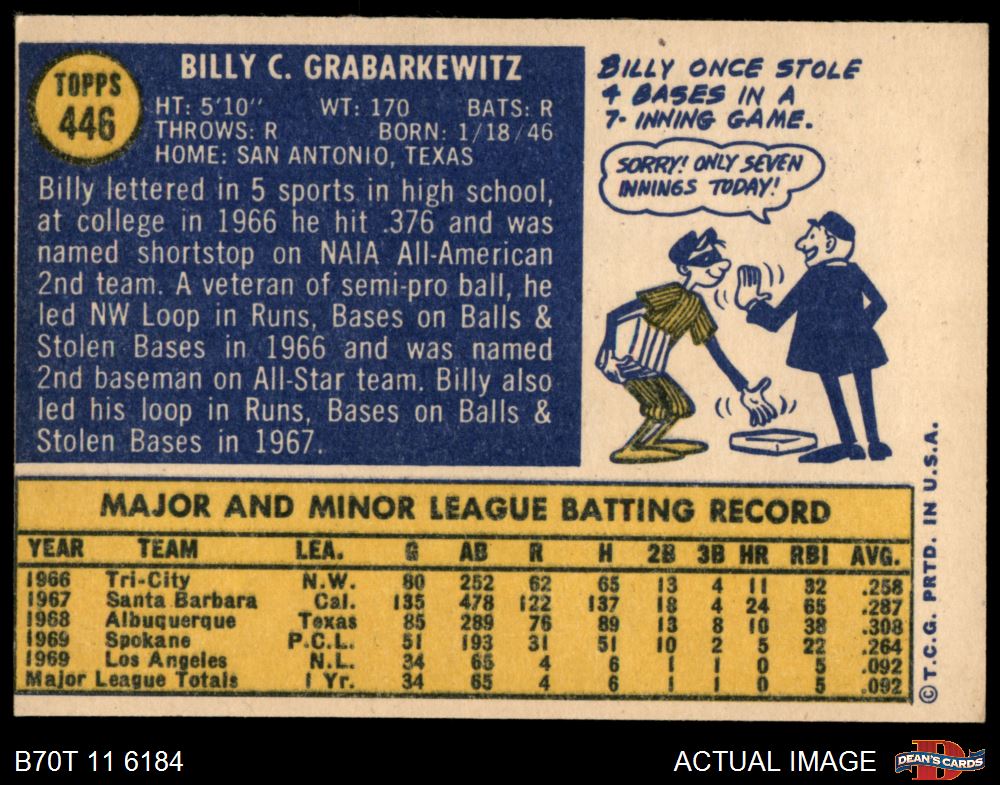 TOPPS
446
BILLY C. GRABARKEWITZ
HT: 5'10" WT: 170 BATS: R
THROWS: R BORN: 1/18/46
HOME: SAN ANTONIO, TEXAS
Billy lettered in 5 sports in high school,
at college in 1966 he hit .376 and was
named shortstop on NAIA All-American
2nd team. A veteran of semi-pro ball, he
led NW Loop in Runs, Bases on Balls &
Stolen Bases in 1966 and was named
2nd baseman on All-Star team. Billy also
led his loop in Runs, Bases on Balls &
Stolen Bases in 1967.
BILLY ONCE STOLE
4 BASES IN A
7-INNING GAME.
SORRY! ONLY SEVEN
INNINGS TODAY!
MAJOR AND MINOR LEAGUE BATTING RECORD
YEAR TEAM LEA. G AB R H 2B 3B HR RBI AVG.
1966 Tri-City N.W. 80 252 62 65 13 4 11 32 .258
1967 Santa Barbara Cal. 135 478 122 137 18 4 24 65 .287
1968 Albuquerque Texas 85 289 76 89 13 8 10 38 .308
1969 Spokane P.C.L. 51 193 31 51 10 2 5 22 .264
1969 Los Angeles N.L. 34 65 4 6 1 1 0 5 .092
Major League Totals 1 Yr. 34 65 4 6 1 1 0 5 .092
© T.C.G. PRTD. IN U.S.A.
B70T 11 6184
ACTUAL IMAGE
D
DEAN'S CARDS